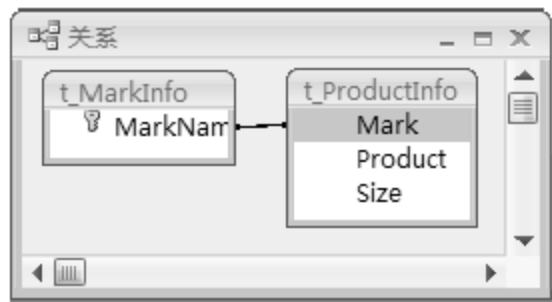 关系
t_MarkInfo
MarkNam
t_ProductInfo
Mark
Product
Size